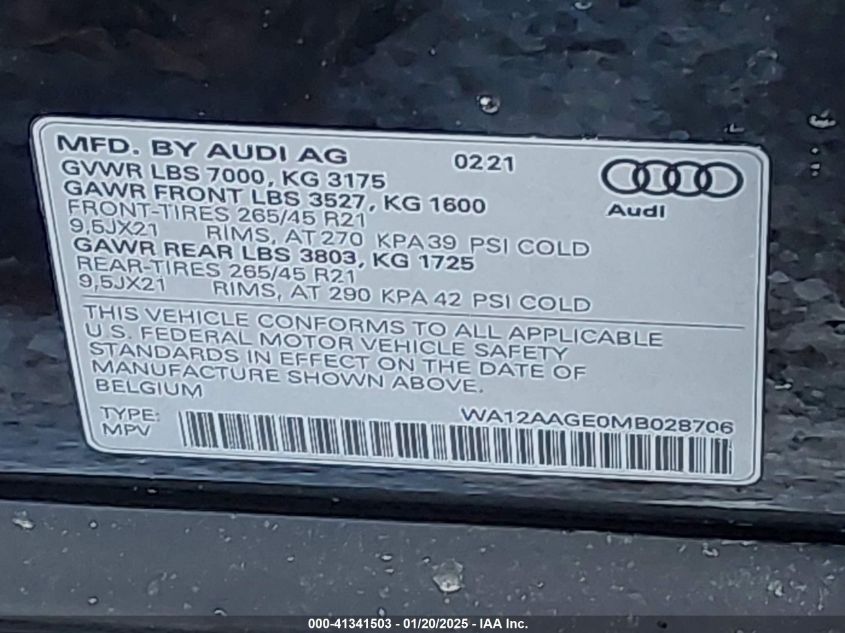 MFD. BY AUDI AG 0221
GVWR LBS 7000, KG 3175
GAWR FRONT LBS 3527, KG 1600
FRONT-TIRES 265/45 R21
9,5JX21 RIMS, AT 270 KPA 39 PSI COLD
GAWR REAR LBS 3803, KG 1725
REAR-TIRES 265/45 R21
9,5JX21 RIMS, AT 290 KPA 42 PSI COLD
Audi
THIS VEHICLE CONFORMS TO ALL APPLICABLE
U.S. FEDERAL MOTOR VEHICLE SAFETY
STANDARDS IN EFFECT ON THE DATE OF
MANUFACTURE SHOWN ABOVE.
BELGIUM
TYPE:
MPV
WA12AAGE0MB028706
000-41341503 — 01/20/2025 — IAA Inc.